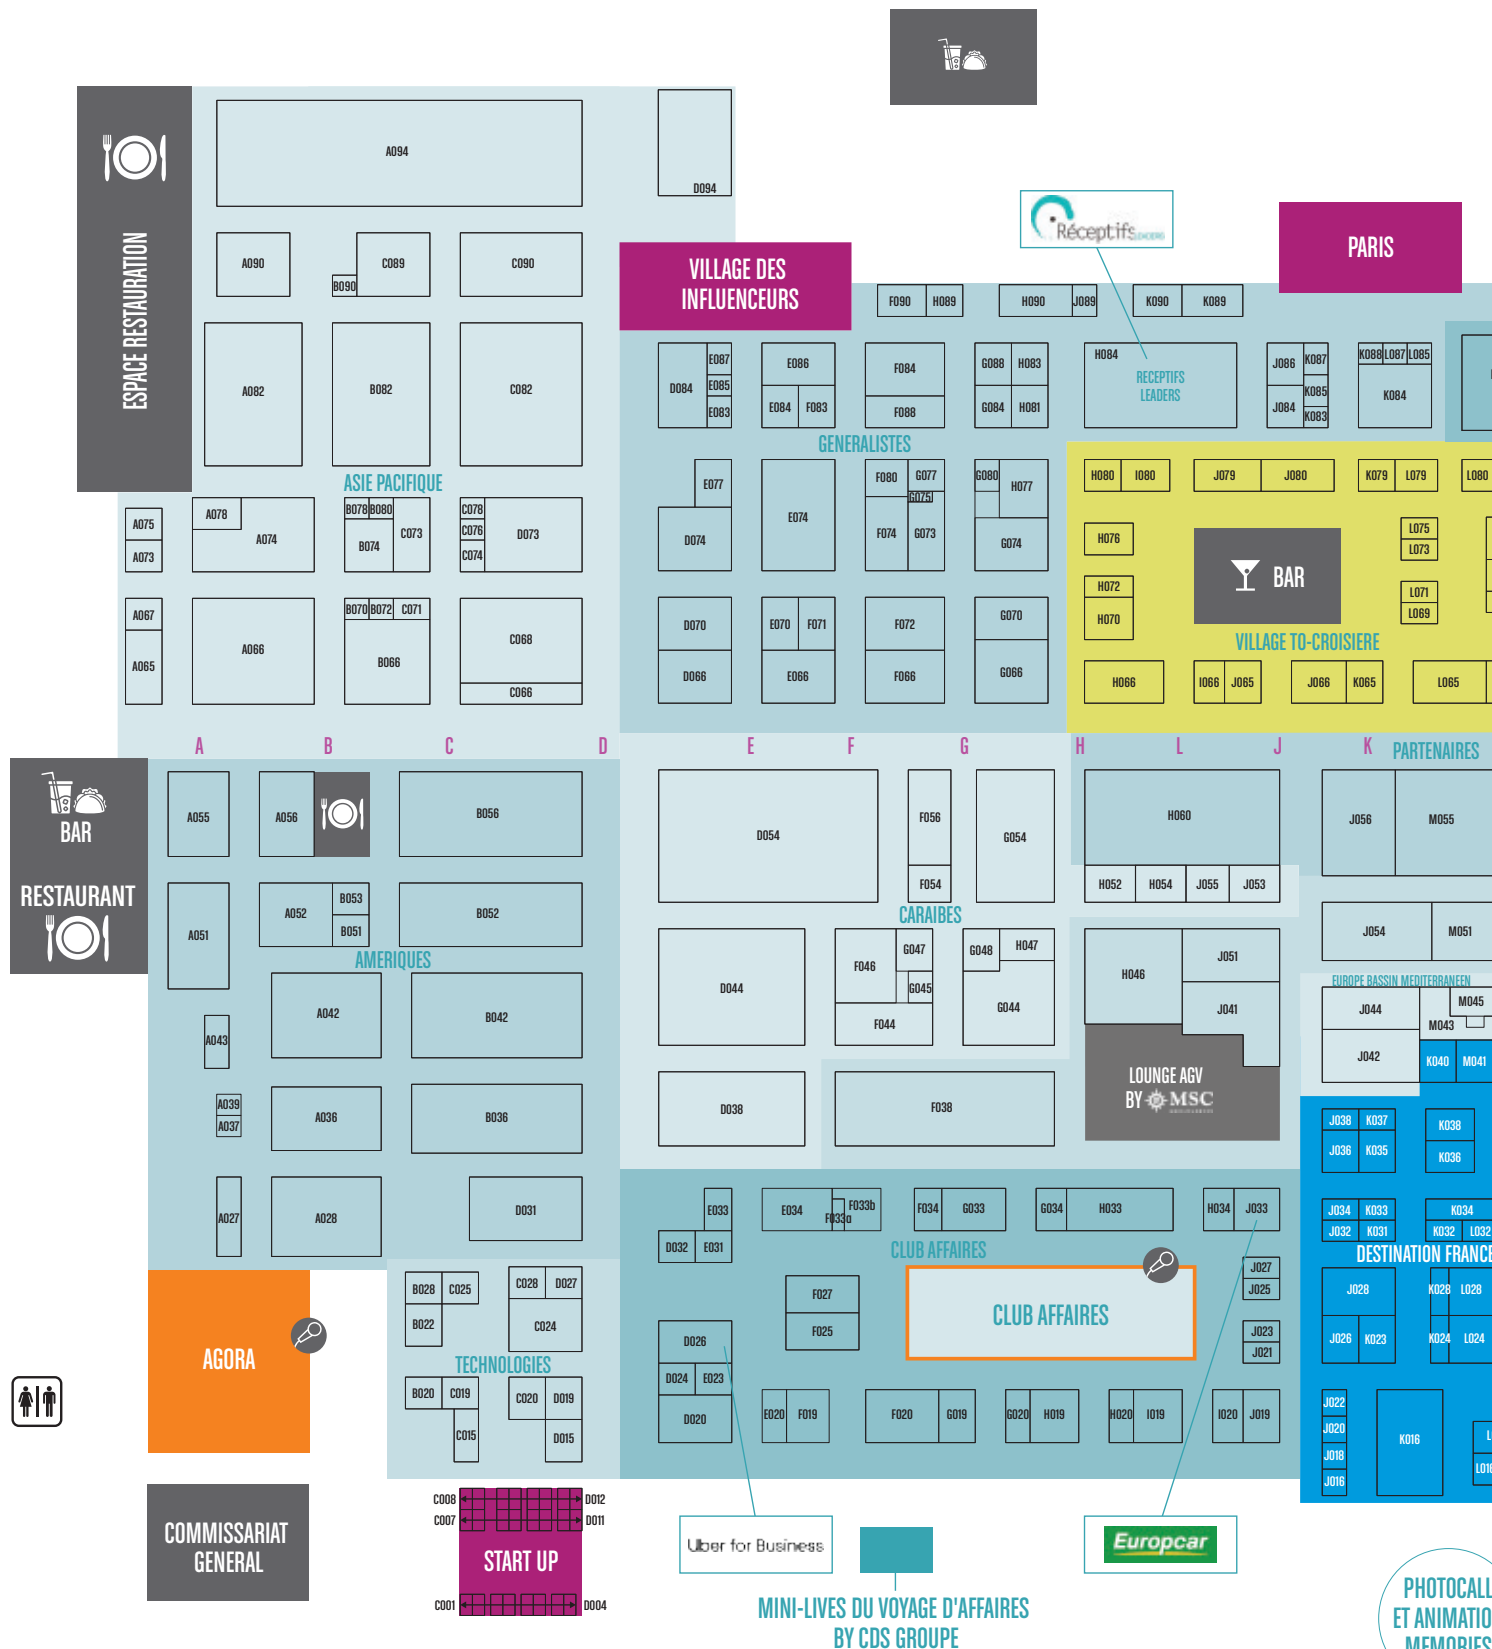 A094
D094
Réceptifs LEADERS
PARIS
ESPACE RESTAURATION
A090
B090
C089
C090
VILLAGE DES
INFLUENCEURS
F090 H089
H090 J089
K090 K089
A082
B082
C082
D084
E087
E085
E083
E086
E084 F083
F084
F088
G088 H083
G084 H081
H084
RECEPTIFS
LEADERS
J086 K087
K085
J084 K083
K088 L087 L085
K084
GENERALISTES
ASIE PACIFIQUE
A075
A073
A078
A074
B078 B080
B074
C073
C078
C076
C074
D073
E077
D074
E074
F080 G077
G075
F074 G073
G080 H077
G074
H080 I080
J079 J080
K079 L079
L080
H076
BAR
L075
L073
H072
H070
L071
L069
A067
A065
A066
B070 B072 C071
B066
C068
C066
D070
D066
E070 F071
E066
F072
F066
G070
G066
VILLAGE TO-CROISIERE
H066
I066 J065
J066 K065
L065
A B C D E F G H L J K
PARTENAIRES
BAR
RESTAURANT
A055
A056
B056
D054
F056
F054
G054
H060
J056 M055
H052 H054 J055 J053
A051
A052
B053
B051
B052
CARAIBES
AMERIQUES
J054 M051
D044
F046
G047
G045
F044
G048 H047
G044
H046
J051
J041
EUROPE BASSIN MEDITERRANEEN
J044
M045
M043
J042
K040 M041
A042
B042
A043
LOUNGE AGV
BY MSC
D038
F038
A039
A037
A036
B036
J038 K037
J036 K035
K038
K036
A027
A028
D031
E033
D032 E031
E034
F033a
F033b
F034 G033
G034 H033
H034 J033
J034 K033
J032 K031
K034
K032 L032
CLUB AFFAIRES
DESTINATION FRANCE
CLUB AFFAIRES
J027
J025
J023
J021
J028
J026 K023
K028 L028
K024 L024
AGORA
B028 C025
B022
C028 D027
C024
TECHNOLOGIES
B020 C019
C015
C020 D019
D015
F027
F025
D026
D024 E023
D020
E020 F019
F020 G019
G020 H019
H020 I019
I020 J019
J022
J020
J018
J016
K016
L016
COMMISSARIAT
GENERAL
C008 D012
C007 D011
START UP
C001 D004
Uber for Business
Europcar
MINI-LIVES DU VOYAGE D'AFFAIRES
BY CDS GROUPE
PHOTOCALL
ET ANIMATIO
MEMORIES